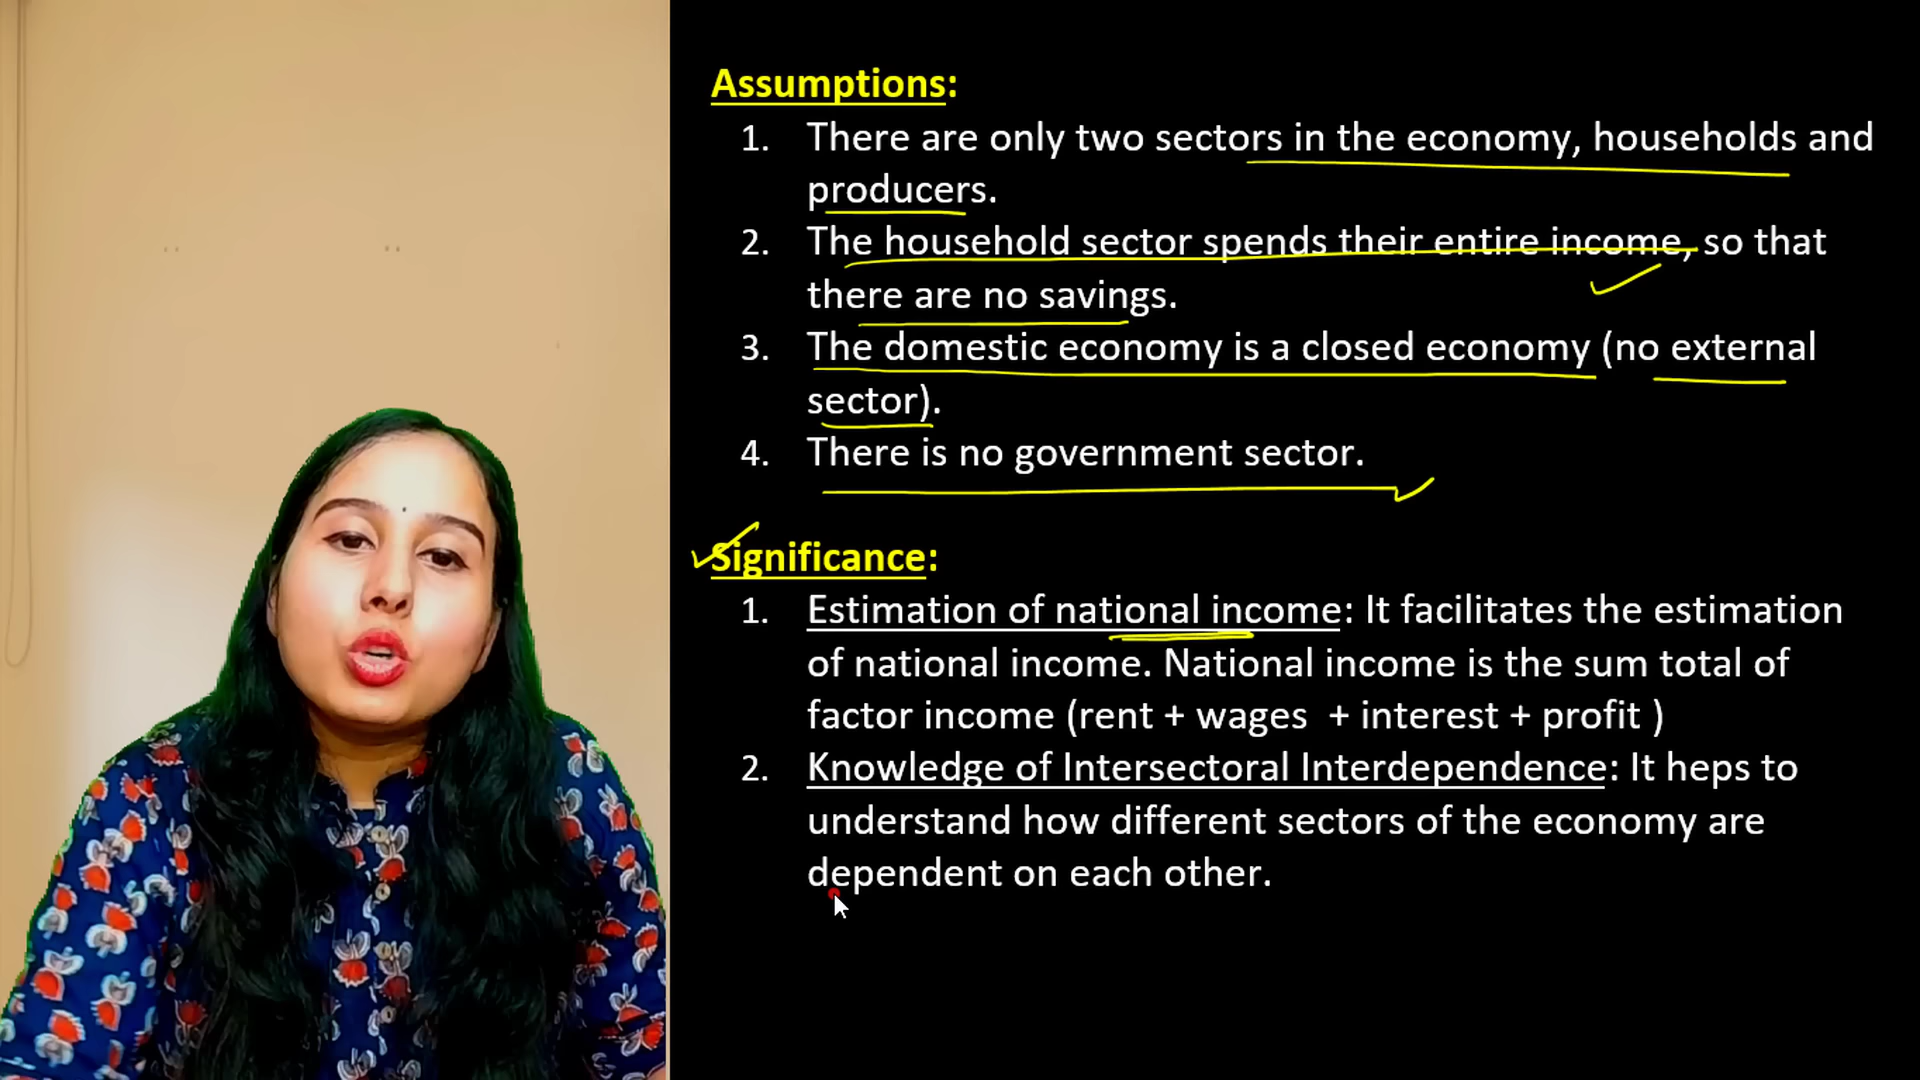 Assumptions:
1. There are only two sectors in the economy, households and
producers.
2. The household sector spends their entire income, so that
there are no savings.
3. The domestic economy is a closed economy (no external
sector).
4. There is no government sector.
Significance:
1. Estimation of national income: It facilitates the estimation
of national income. National income is the sum total of
factor income (rent + wages + interest + profit )
2. Knowledge of Intersectoral Interdependence: It heps to
understand how different sectors of the economy are
dependent on each other.